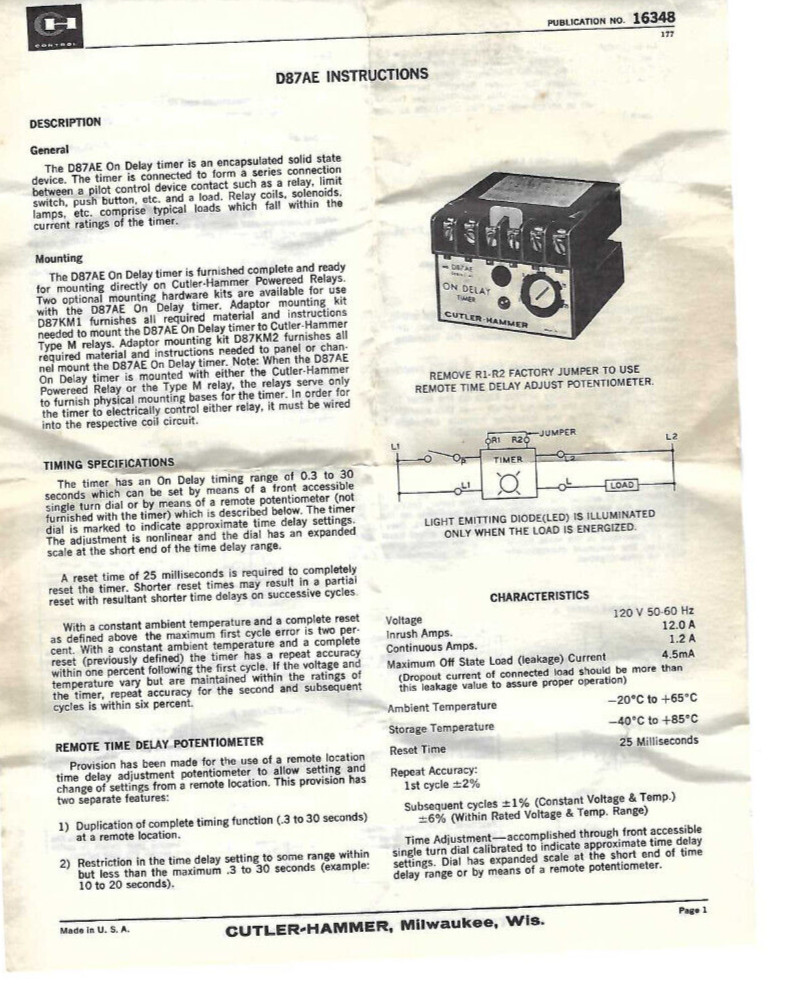 CH
CONTROL
PUBLICATION NO. 16348
177
D87AE INSTRUCTIONS
DESCRIPTION
General
The D87AE On Delay timer is an encapsulated solid state
device. The timer is connected to form a series connection
between a pilot control device contact such as a relay, limit
switch, push button, etc. and a load. Relay coils, solenoids,
lamps, etc. comprise typical loads which fall within the
current ratings of the timer.
Mounting
The D87AE On Delay timer is furnished complete and ready
for mounting directly on Cutler-Hammer Powereed Relays.
Two optional mounting hardware kits are available for use
with the D87AE On Delay timer. Adaptor mounting kit
D87KM1 furnishes all required material and instructions
needed to mount the D87AE On Delay timer to Cutler-Hammer
Type M relays. Adaptor mounting kit D87KM2 furnishes all
required material and instructions needed to panel or chan-
nel mount the D87AE On Delay timer. Note: When the D87AE
On Delay timer is mounted with either the Cutler-Hammer
Powereed Relay or the Type M relay, the relays serve only
to furnish physical mounting bases for the timer. In order for
the timer to electrically control either relay, it must be wired
into the respective coil circuit.
TIMING SPECIFICATIONS
The timer has an On Delay timing range of 0.3 to 30
seconds which can be set by means of a front accessible
single turn dial or by means of a remote potentiometer (not
furnished with the timer) which is described below. The timer
dial is marked to indicate approximate time delay settings.
The adjustment is nonlinear and the dial has an expanded
scale at the short end of the time delay range.
A reset time of 25 milliseconds is required to completely
reset the timer. Shorter reset times may result in a partial
reset with resultant shorter time delays on successive cycles.
With a constant ambient temperature and a complete reset
as defined above the maximum first cycle error is two per-
cent. With a constant ambient temperature and a complete
reset (previously defined) the timer has a repeat accuracy
within one percent following the first cycle. If the voltage and
temperature vary but are maintained within the ratings of
the timer, repeat accuracy for the second and subsequent
cycles is within six percent.
REMOTE TIME DELAY POTENTIOMETER
Provision has been made for the use of a remote location
time delay adjustment potentiometer to allow setting and
change of settings from a remote location. This provision has
two separate features:
1) Duplication of complete timing function (.3 to 30 seconds)
at a remote location.
2) Restriction in the time delay setting to some range within
but less than the maximum .3 to 30 seconds (example:
10 to 20 seconds).
D87AE
ON DELAY
TIMER
CUTLER-HAMMER
REMOVE R1-R2 FACTORY JUMPER TO USE
REMOTE TIME DELAY ADJUST POTENTIOMETER.
L1
R1 R2
JUMPER
L2
TIMER
L2
L1
L
LOAD
LIGHT EMITTING DIODE(LED) IS ILLUMINATED
ONLY WHEN THE LOAD IS ENERGIZED.
CHARACTERISTICS
Voltage 120 V 50-60 Hz
Inrush Amps. 12.0 A
Continuous Amps. 1.2 A
Maximum Off State Load (leakage) Current 4.5mA
(Dropout current of connected load should be more than
this leakage value to assure proper operation)
Ambient Temperature −20°C to +65°C
Storage Temperature −40°C to +85°C
Reset Time 25 Milliseconds
Repeat Accuracy:
1st cycle ±2%
Subsequent cycles ±1% (Constant Voltage & Temp.)
±6% (Within Rated Voltage & Temp. Range)
Time Adjustment—accomplished through front accessible
single turn dial calibrated to indicate approximate time delay
settings. Dial has expanded scale at the short end of time
delay range or by means of a remote potentiometer.
Made in U. S. A.
CUTLER-HAMMER, Milwaukee, Wis.
Page 1